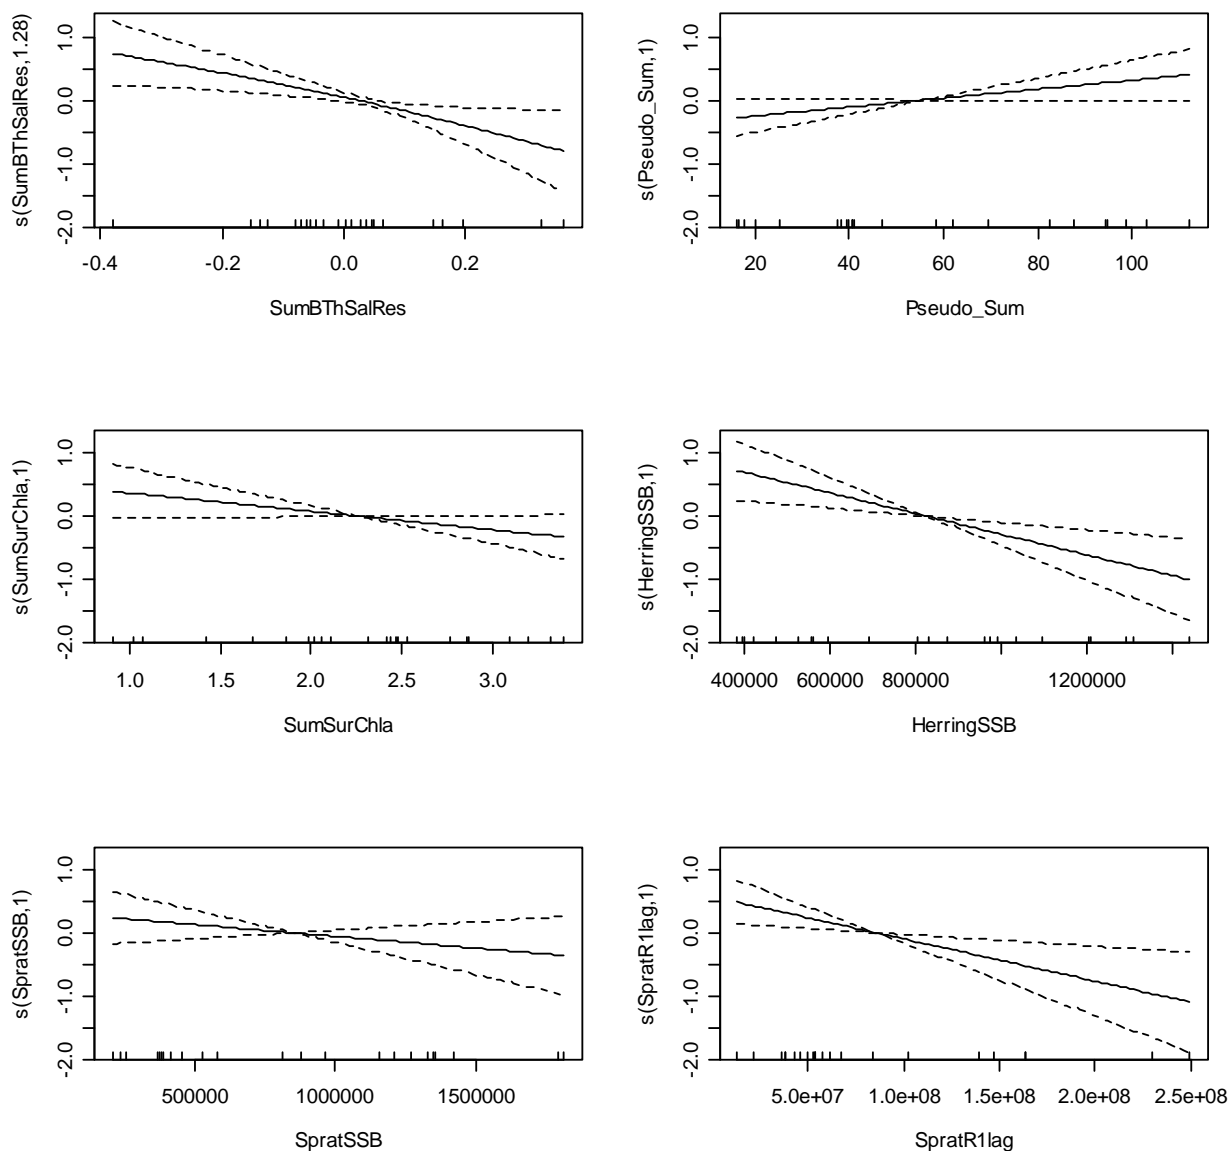 s(SumBThSalRes,1.28)
1.0
0.0
-1.0
-2.0
-0.4 -0.2 0.0 0.2
SumBThSalRes
s(Pseudo_Sum,1)
1.0
0.0
-1.0
-2.0
20 40 60 80 100
Pseudo_Sum
s(SumSurChla,1)
1.0
0.0
-1.0
-2.0
1.0 1.5 2.0 2.5 3.0
SumSurChla
s(HerringSSB,1)
1.0
0.0
-1.0
-2.0
400000 600000 800000 1200000
HerringSSB
s(SpratSSB,1)
1.0
0.0
-1.0
-2.0
500000 1000000 1500000
SpratSSB
s(SpratR1lag,1)
1.0
0.0
-1.0
-2.0
5.0e+07 1.0e+08 1.5e+08 2.0e+08 2.5e+08
SpratR1lag